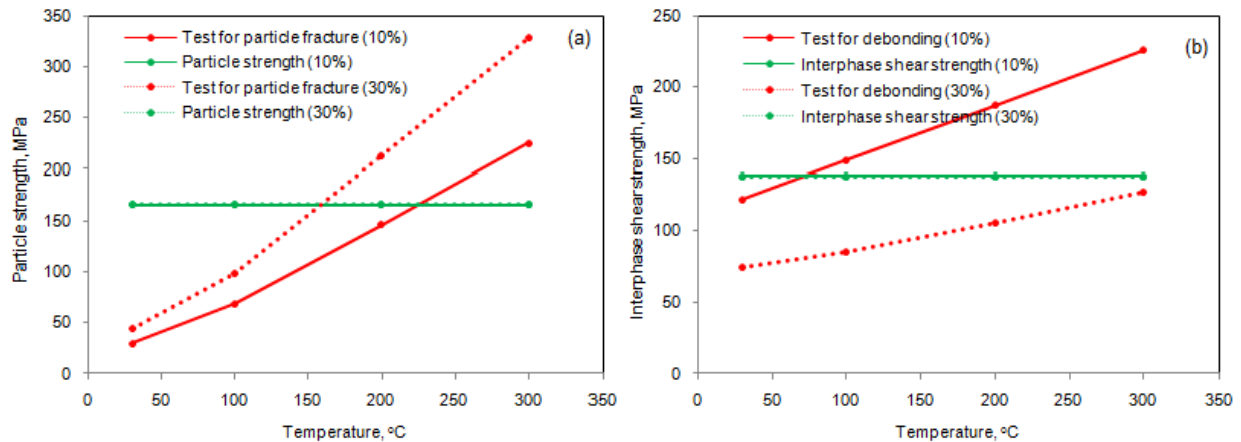 350
300
250
200
150
100
50
0
Particle strength, MPa
Test for particle fracture (10%)
Particle strength (10%)
Test for particle fracture (30%)
Particle strength (30%)
(a)
0 50 100 150 200 250 300 350
Temperature, °C
250
200
150
100
50
0
Interphase shear strength, MPa
Test for debonding (10%)
Interphase shear strength (10%)
Test for debonding (30%)
Interphase shear strength (30%)
(b)
0 50 100 150 200 250 300 350
Temperature, °C